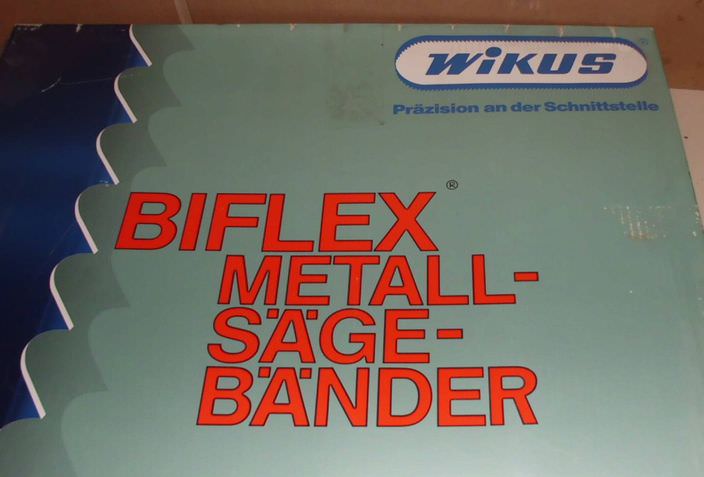 WiKUS®
Präzision an der Schnittstelle
BIFLEX®
METALL-
SÄGE-
BÄNDER